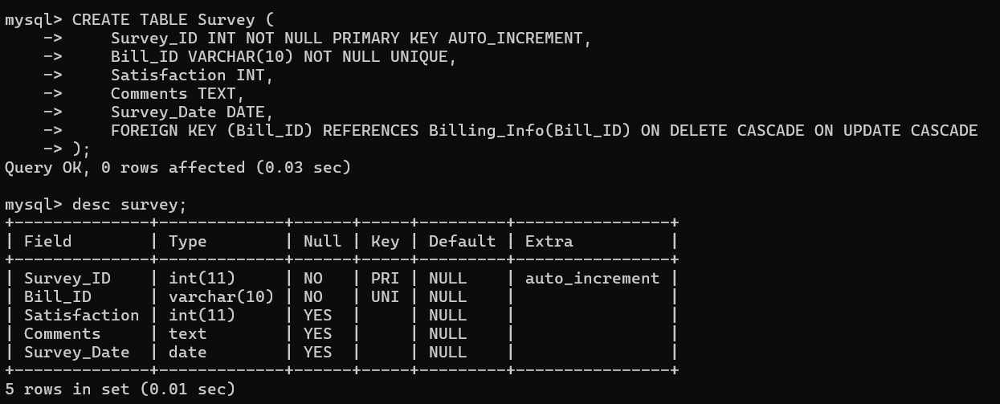 mysql> CREATE TABLE Survey (
    ->     Survey_ID INT NOT NULL PRIMARY KEY AUTO_INCREMENT,
    ->     Bill_ID VARCHAR(10) NOT NULL UNIQUE,
    ->     Satisfaction INT,
    ->     Comments TEXT,
    ->     Survey_Date DATE,
    ->     FOREIGN KEY (Bill_ID) REFERENCES Billing_Info(Bill_ID) ON DELETE CASCADE ON UPDATE CASCADE
    -> );
Query OK, 0 rows affected (0.03 sec)

mysql> desc survey;
+--------------+-------------+------+-----+---------+----------------+
| Field        | Type        | Null | Key | Default | Extra          |
+--------------+-------------+------+-----+---------+----------------+
| Survey_ID    | int(11)     | NO   | PRI | NULL    | auto_increment |
| Bill_ID      | varchar(10) | NO   | UNI | NULL    |                |
| Satisfaction | int(11)     | YES  |     | NULL    |                |
| Comments     | text        | YES  |     | NULL    |                |
| Survey_Date  | date        | YES  |     | NULL    |                |
+--------------+-------------+------+-----+---------+----------------+
5 rows in set (0.01 sec)